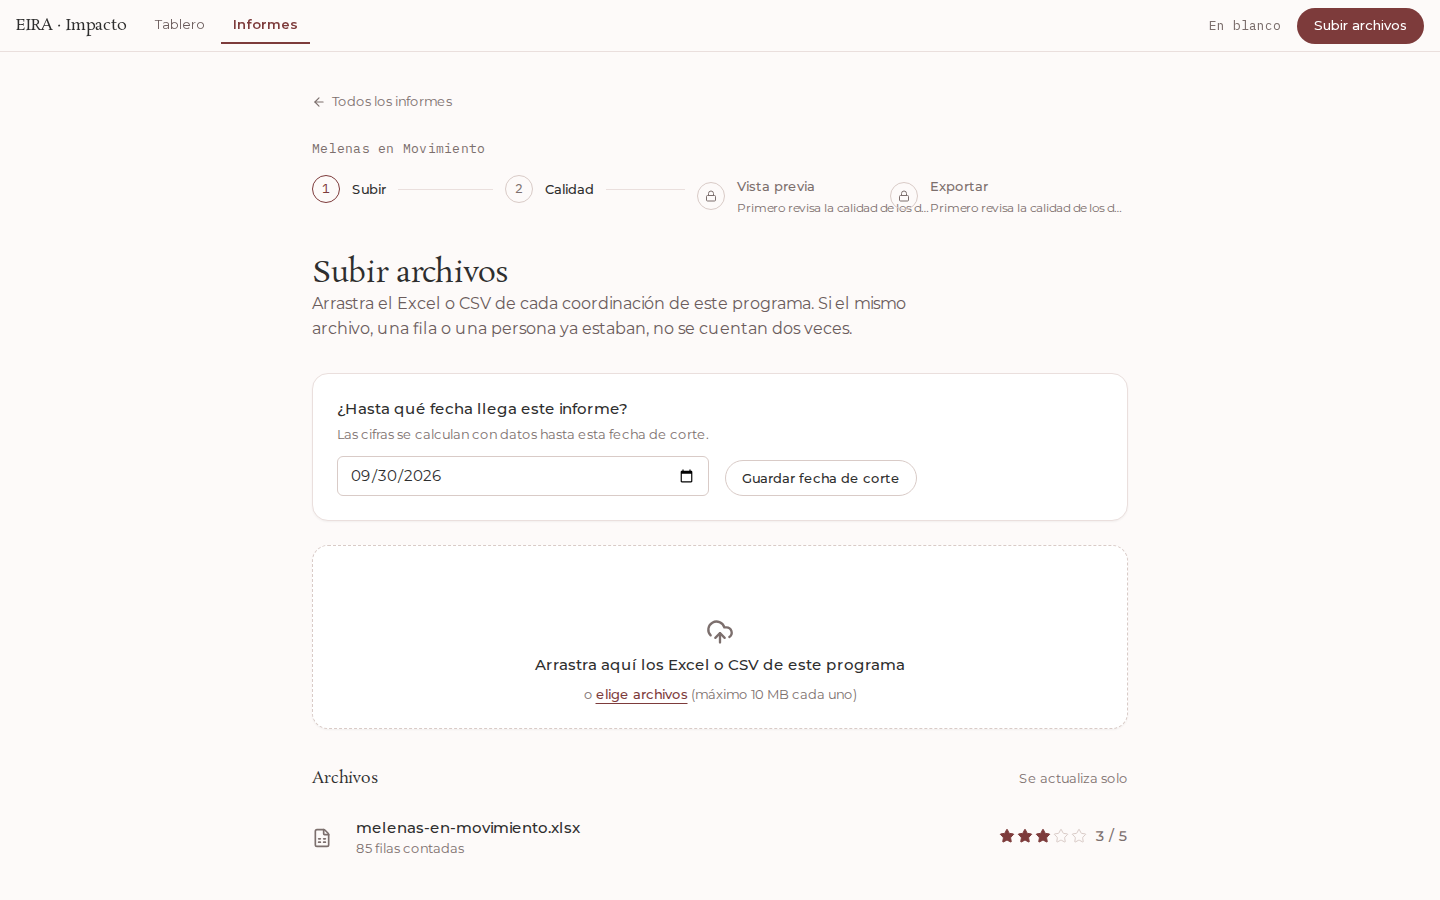 EIRA · Impacto
Tablero
Informes
En blanco
Subir archivos
Todos los informes
Melenas en Movimiento
1
Subir
2
Calidad
Vista previa
Primero revisa la calidad de los d...
Exportar
Primero revisa la calidad de los d...
Subir archivos
Arrastra el Excel o CSV de cada coordinación de este programa. Si el mismo
archivo, una fila o una persona ya estaban, no se cuentan dos veces.
¿Hasta qué fecha llega este informe?
Las cifras se calculan con datos hasta esta fecha de corte.
09/30/2026
Guardar fecha de corte
Arrastra aquí los Excel o CSV de este programa
o elige archivos (máximo 10 MB cada uno)
Archivos
Se actualiza solo
melenas-en-movimiento.xlsx
85 filas contadas
3 / 5